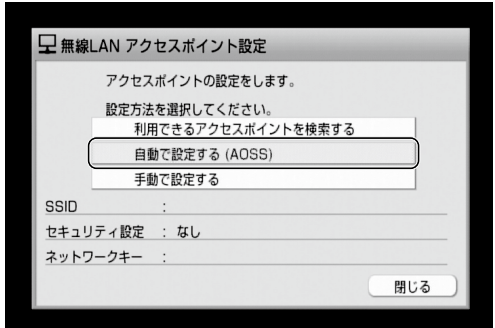 無線LAN アクセスポイント設定
アクセスポイントの設定をします。
設定方法を選択してください。
利用できるアクセスポイントを検索する
自動で設定する (AOSS)
手動で設定する
SSID :
セキュリティ設定 : なし
ネットワークキー :
閉じる